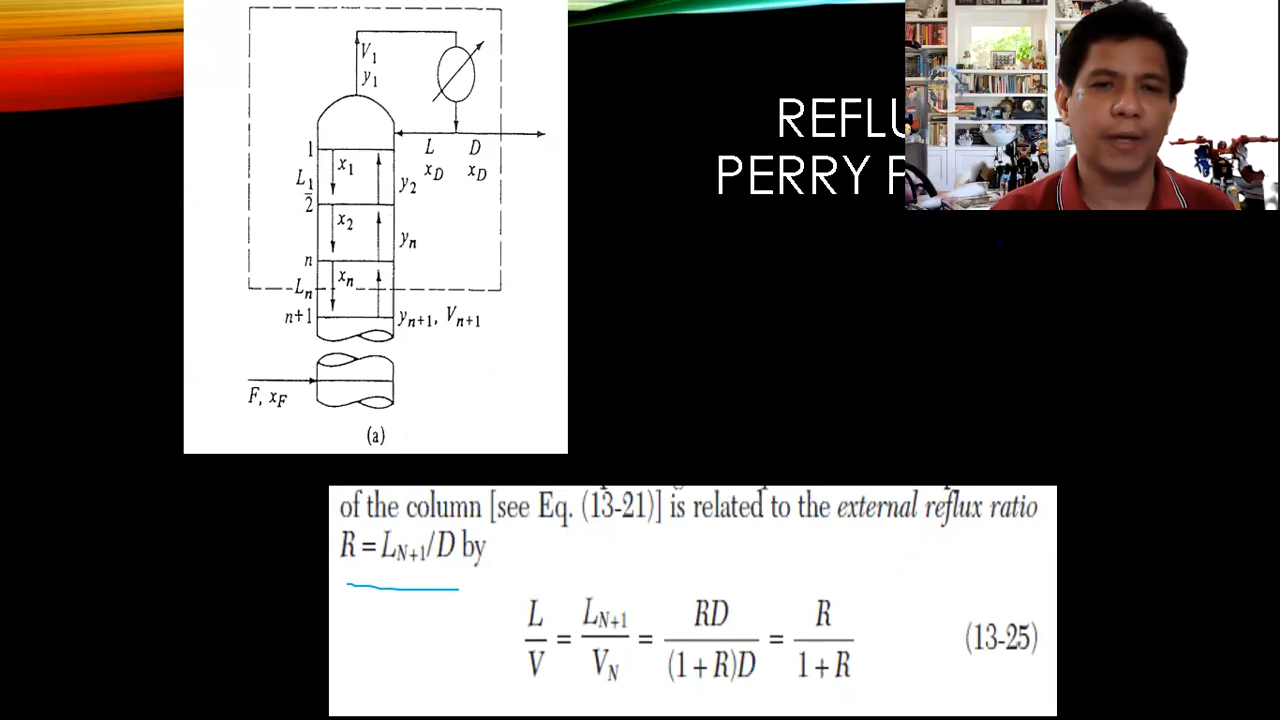 V1
y1
1
L
D
x1
xD
xD
L1
y2
2
x2
yn
n
xn
Ln
n+1
yn+1, Vn+1
F, xF
(a)
PERRY
of the column [see Eq. (13-21)] is related to the external reflux ratio
R = LN+1/D by
L/V = LN+1/VN = RD/(1+R)D = R/1+R (13-25)